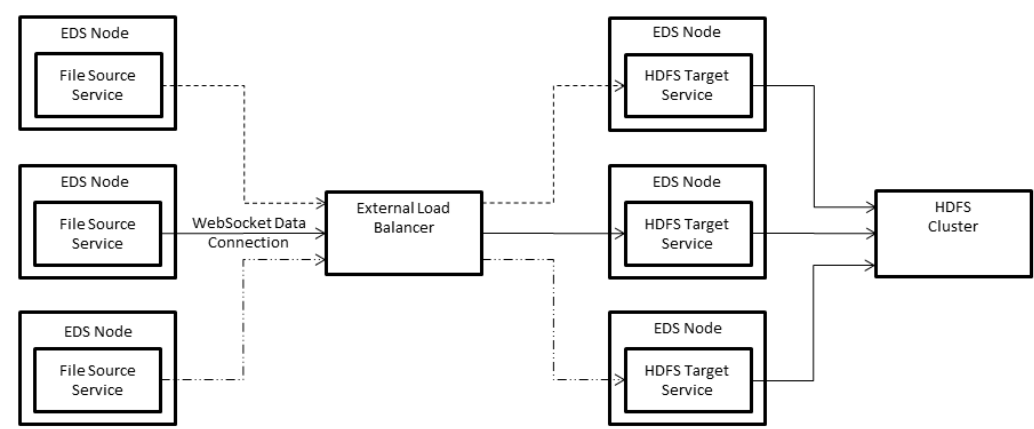 EDS Node
File Source
Service
EDS Node
File Source
Service
EDS Node
File Source
Service
WebSocket Data
Connection
External Load
Balancer
EDS Node
HDFS Target
Service
EDS Node
HDFS Target
Service
EDS Node
HDFS Target
Service
HDFS
Cluster